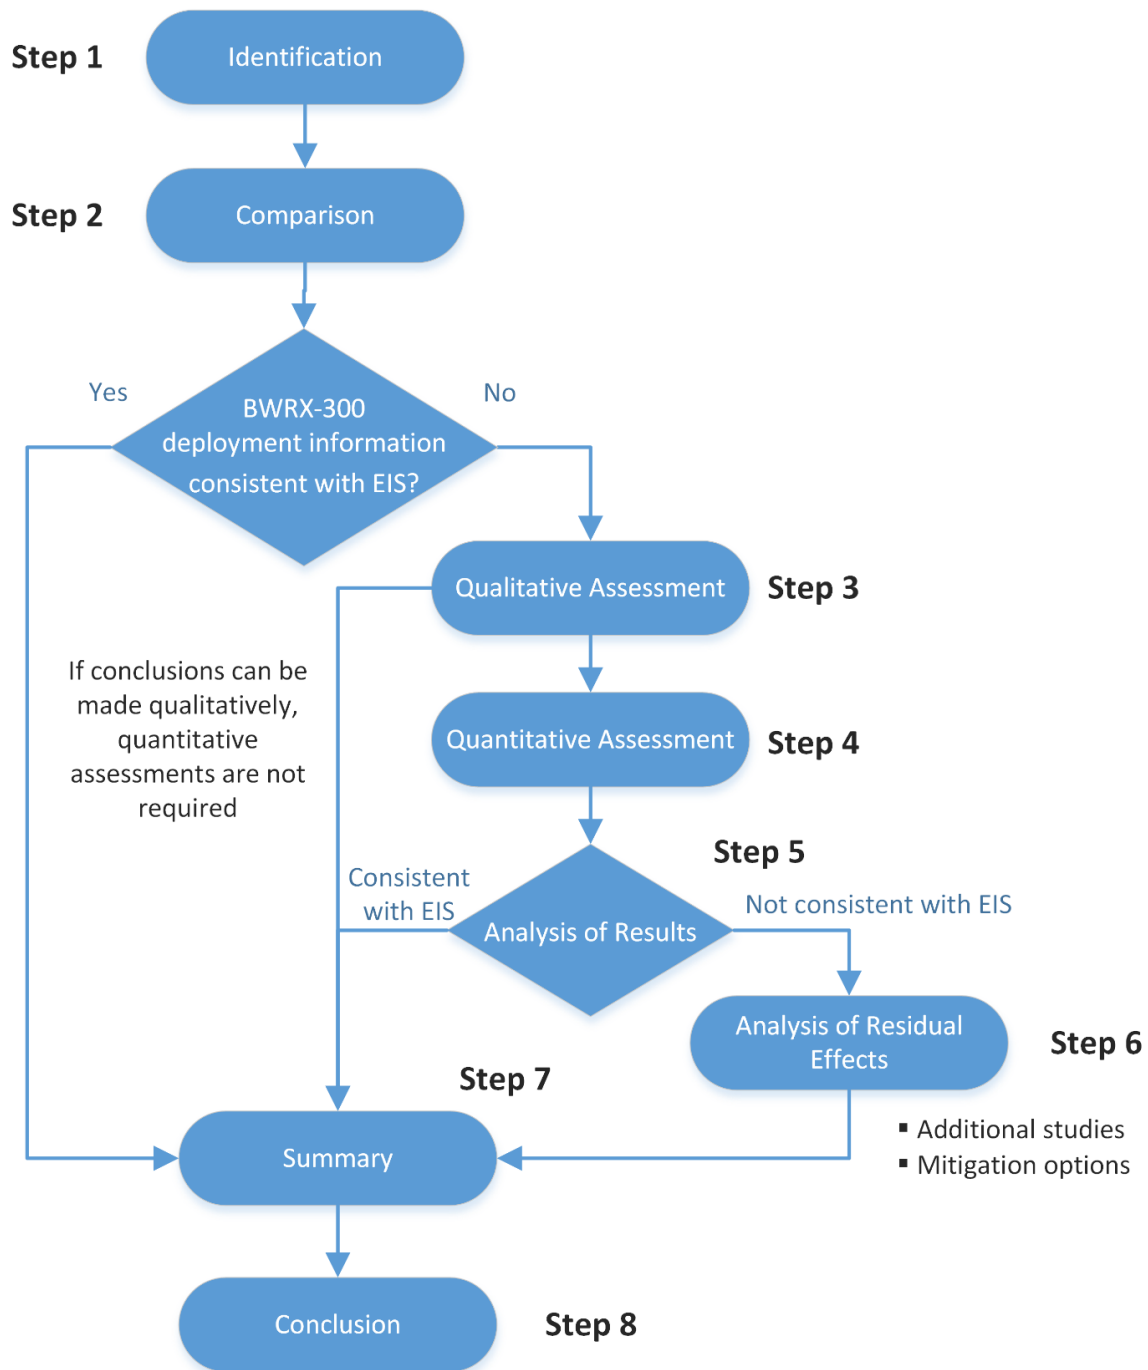 Step 1
Identification
Step 2
Comparison
Yes
No
BWRX-300
deployment information
consistent with EIS?
Qualitative Assessment
Step 3
If conclusions can be
made qualitatively,
quantitative
assessments are not
required
Quantitative Assessment
Step 4
Step 5
Consistent
with EIS
Not consistent with EIS
Analysis of Results
Analysis of Residual
Effects
Step 6
Step 7
▪ Additional studies
▪ Mitigation options
Summary
Conclusion
Step 8